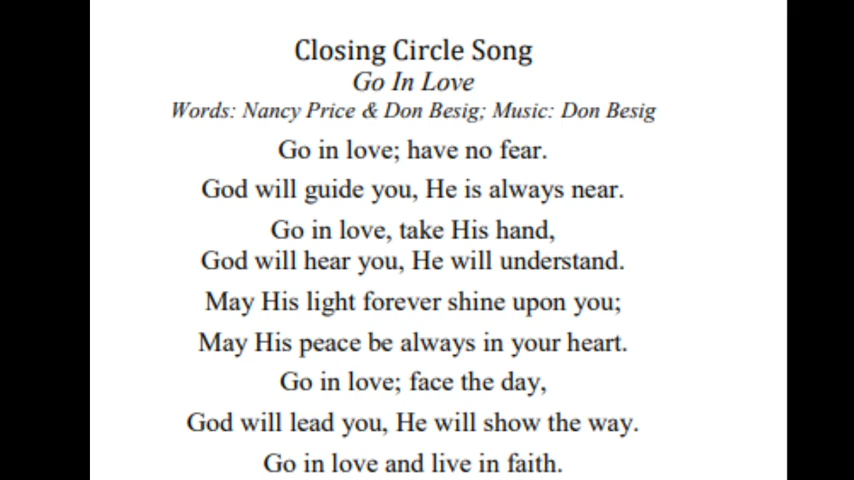 Closing Circle Song
Go In Love
Words: Nancy Price & Don Besig; Music: Don Besig
Go in love; have no fear.
God will guide you, He is always near.
Go in love, take His hand,
God will hear you, He will understand.
May His light forever shine upon you;
May His peace be always in your heart.
Go in love; face the day,
God will lead you, He will show the way.
Go in love and live in faith.